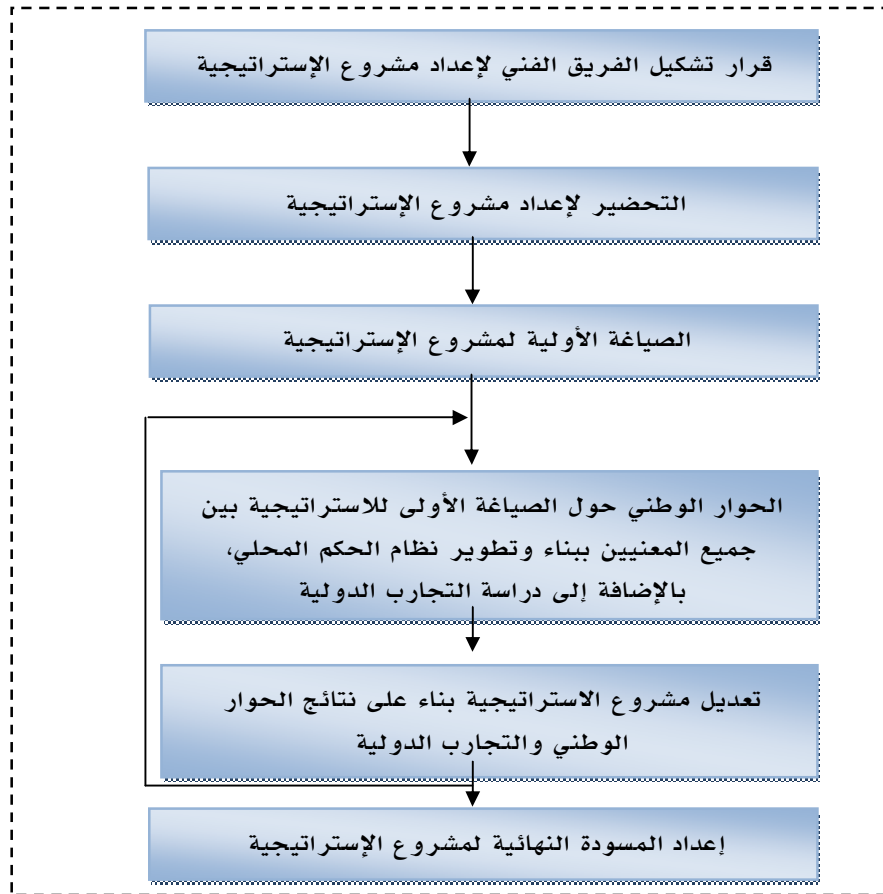 قرار تشكيل الفريق الفني لإعداد مشروع الإستراتيجية
التحضير لإعداد مشروع الإستراتيجية
الصياغة الأولية لمشروع الإستراتيجية
الحوار الوطني حول الصياغة الأولى للاستراتيجية بين
جميع المعنيين ببناء وتطوير نظام الحكم المحلي،
بالإضافة إلى دراسة التجارب الدولية
تعديل مشروع الاستراتيجية بناء على نتائج الحوار
الوطني والتجارب الدولية
إعداد المسودة النهائية لمشروع الإستراتيجية